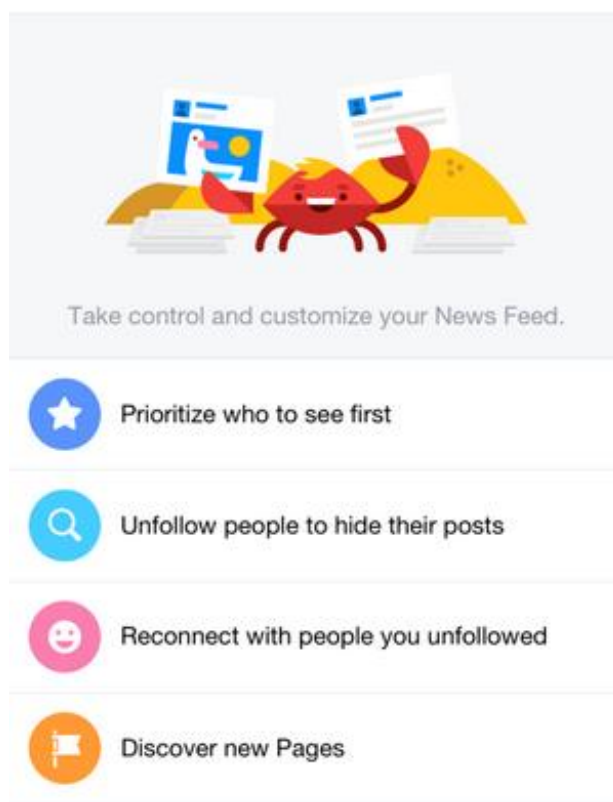 Take control and customize your News Feed.
Prioritize who to see first
Unfollow people to hide their posts
Reconnect with people you unfollowed
Discover new Pages